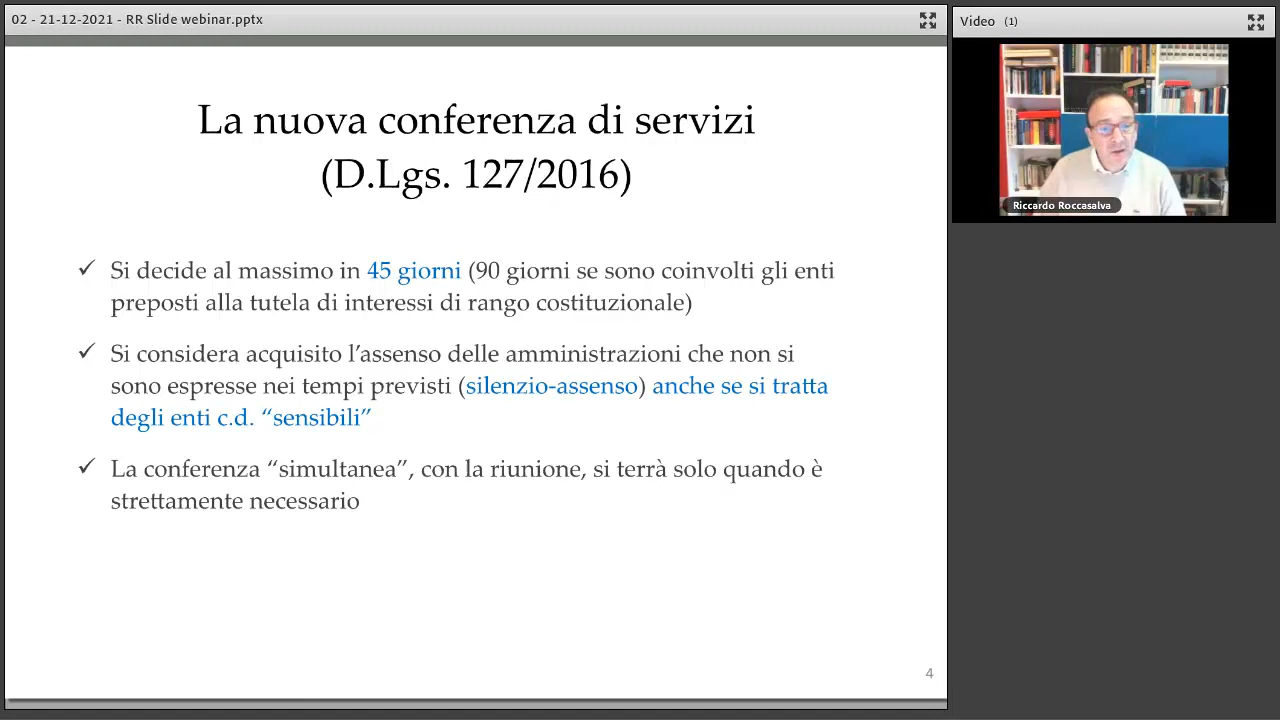 02 - 21-12-2021 - RR Slide webinar.pptx
Video (1)
La nuova conferenza di servizi
(D.Lgs. 127/2016)
✓ Si decide al massimo in 45 giorni (90 giorni se sono coinvolti gli enti
preposti alla tutela di interessi di rango costituzionale)
✓ Si considera acquisito l’assenso delle amministrazioni che non si
sono espresse nei tempi previsti (silenzio-assenso) anche se si tratta
degli enti c.d. “sensibili”
✓ La conferenza “simultanea”, con la riunione, si terrà solo quando è
strettamente necessario
4
Riccardo Roccasalva